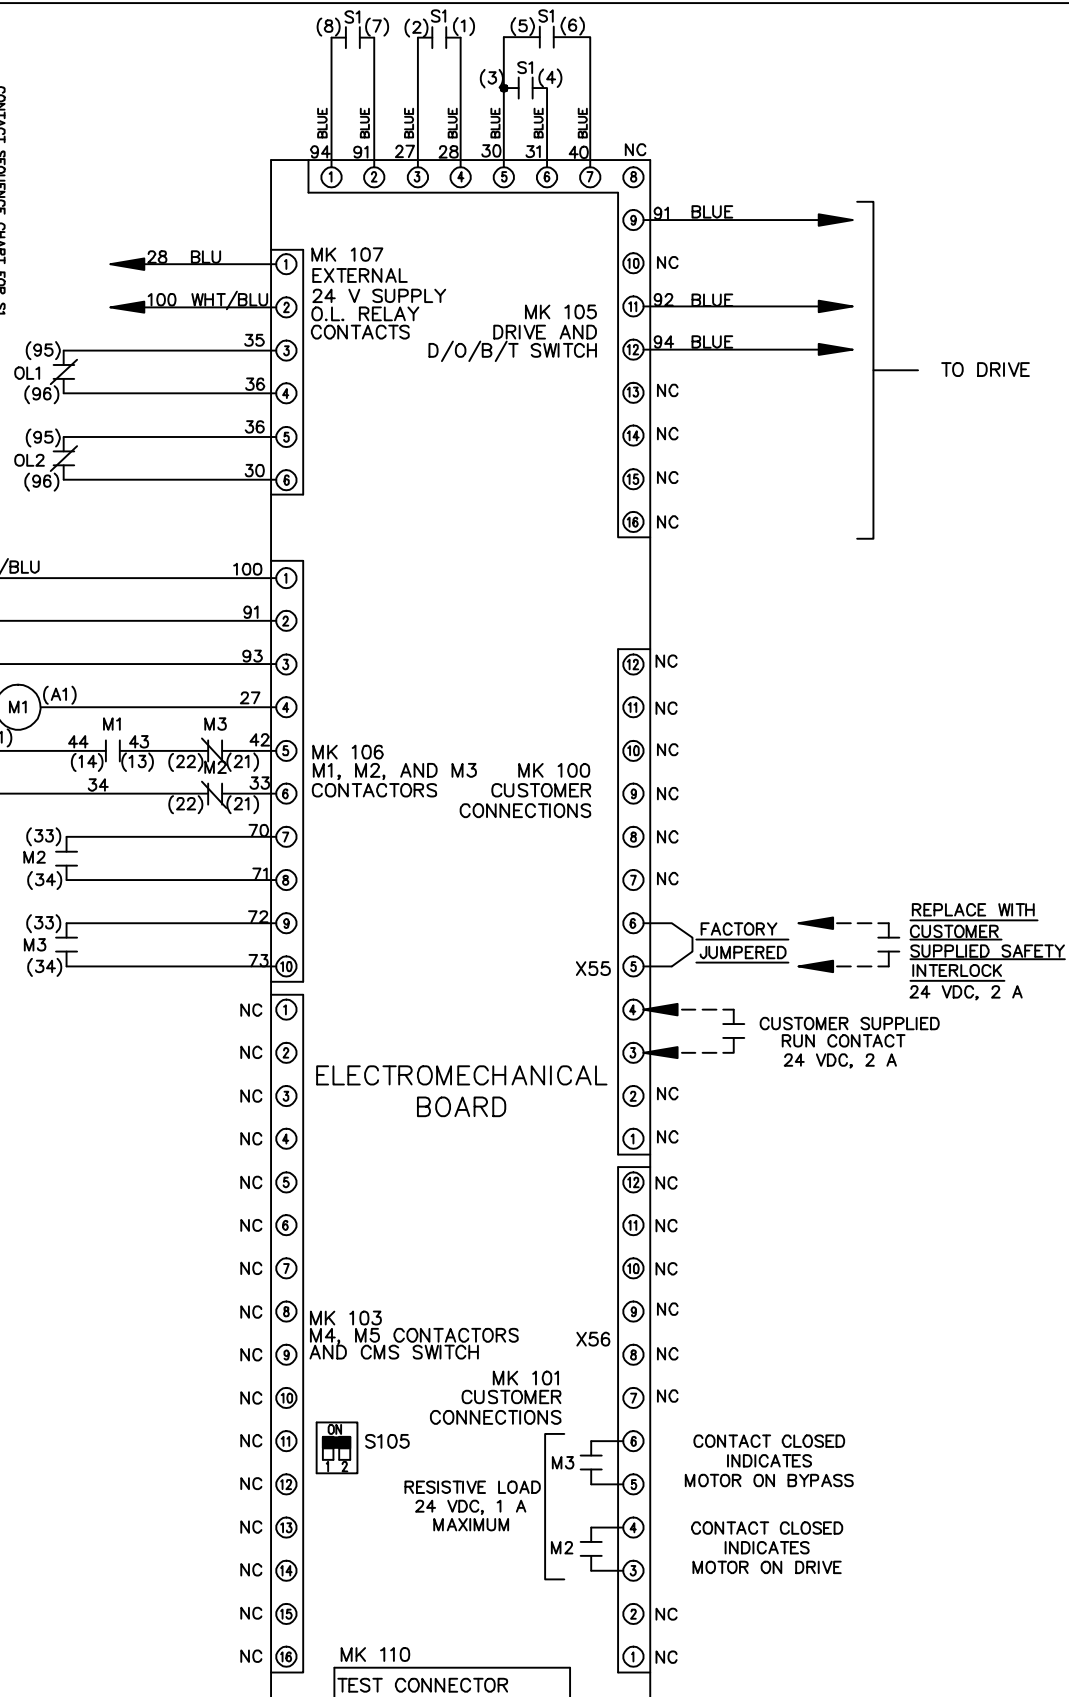 (8) S1 (7) (2) S1 (1) (5) S1 (6)
(3) S1 (4)
BLUE BLUE BLUE BLUE BLUE BLUE BLUE
94 91 27 28 30 31 40 NC
1 2 3 4 5 6 7 8
CONTACT SEQUENCE CHART FOR S1
9 91 BLUE
10 NC
11 92 BLUE
12 94 BLUE
13 NC
14 NC
15 NC
16 NC
TO DRIVE
MK 105
DRIVE AND
D/O/B/T SWITCH
28 BLU 1
100 WHT/BLU 2
(95) 35 3
OL1
(96) 36 4
(95) 36 5
OL2
(96) 30 6
MK 107
EXTERNAL
24 V SUPPLY
O.L. RELAY
CONTACTS
/BLU 100 1
91 2
93 3
M1 (A1) 27 4
1) 44 M1 43 M3 42 5
(14) (13) (22) (21)
34 M2 33 6
(22) (21)
(33) 70 7
M2
(34) 71 8
(33) 72 9
M3
(34) 73 10
MK 106
M1, M2, AND M3
CONTACTORS
MK 100
CUSTOMER
CONNECTIONS
12 NC
11 NC
10 NC
9 NC
8 NC
7 NC
6
X55 5
4
3
2 NC
1 NC
FACTORY
JUMPERED
REPLACE WITH
CUSTOMER
SUPPLIED SAFETY
INTERLOCK
24 VDC, 2 A
CUSTOMER SUPPLIED
RUN CONTACT
24 VDC, 2 A
ELECTROMECHANICAL
BOARD
NC 1
NC 2
NC 3
NC 4
NC 5
NC 6
NC 7
NC 8
NC 9
NC 10
NC 11
NC 12
NC 13
NC 14
NC 15
NC 16
MK 103
M4, M5 CONTACTORS
AND CMS SWITCH
ON
1 2
S105
X56
MK 101
CUSTOMER
CONNECTIONS
12 NC
11 NC
10 NC
9 NC
8 NC
7 NC
6
M3
5
4
M2
3
2 NC
1 NC
RESISTIVE LOAD
24 VDC, 1 A
MAXIMUM
CONTACT CLOSED
INDICATES
MOTOR ON BYPASS
CONTACT CLOSED
INDICATES
MOTOR ON DRIVE
MK 110
TEST CONNECTOR